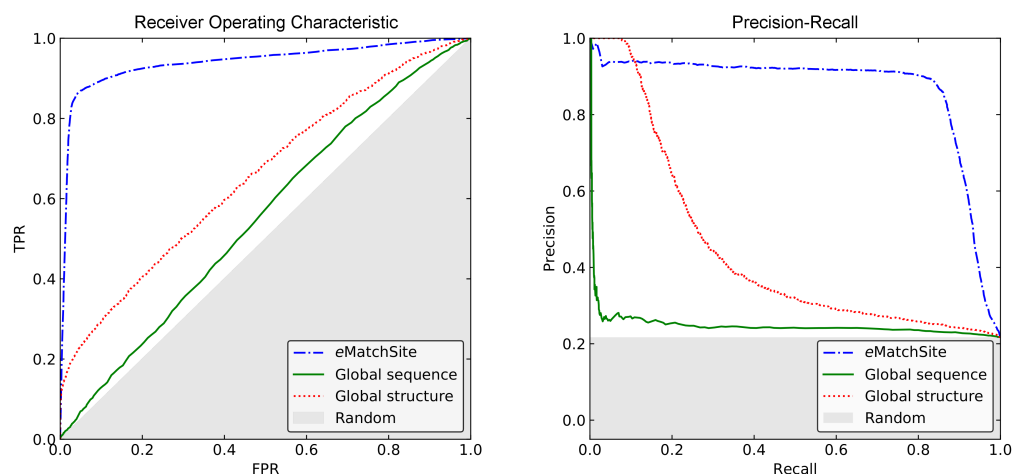 Receiver Operating Characteristic
1.0
0.8
0.6
0.4
0.2
0.0
TPR
0.0 0.2 0.4 0.6 0.8 1.0
FPR
eMatchSite
Global sequence
Global structure
Random
Precision-Recall
1.0
0.8
0.6
0.4
0.2
0.0
Precision
0.0 0.2 0.4 0.6 0.8 1.0
Recall
eMatchSite
Global sequence
Global structure
Random